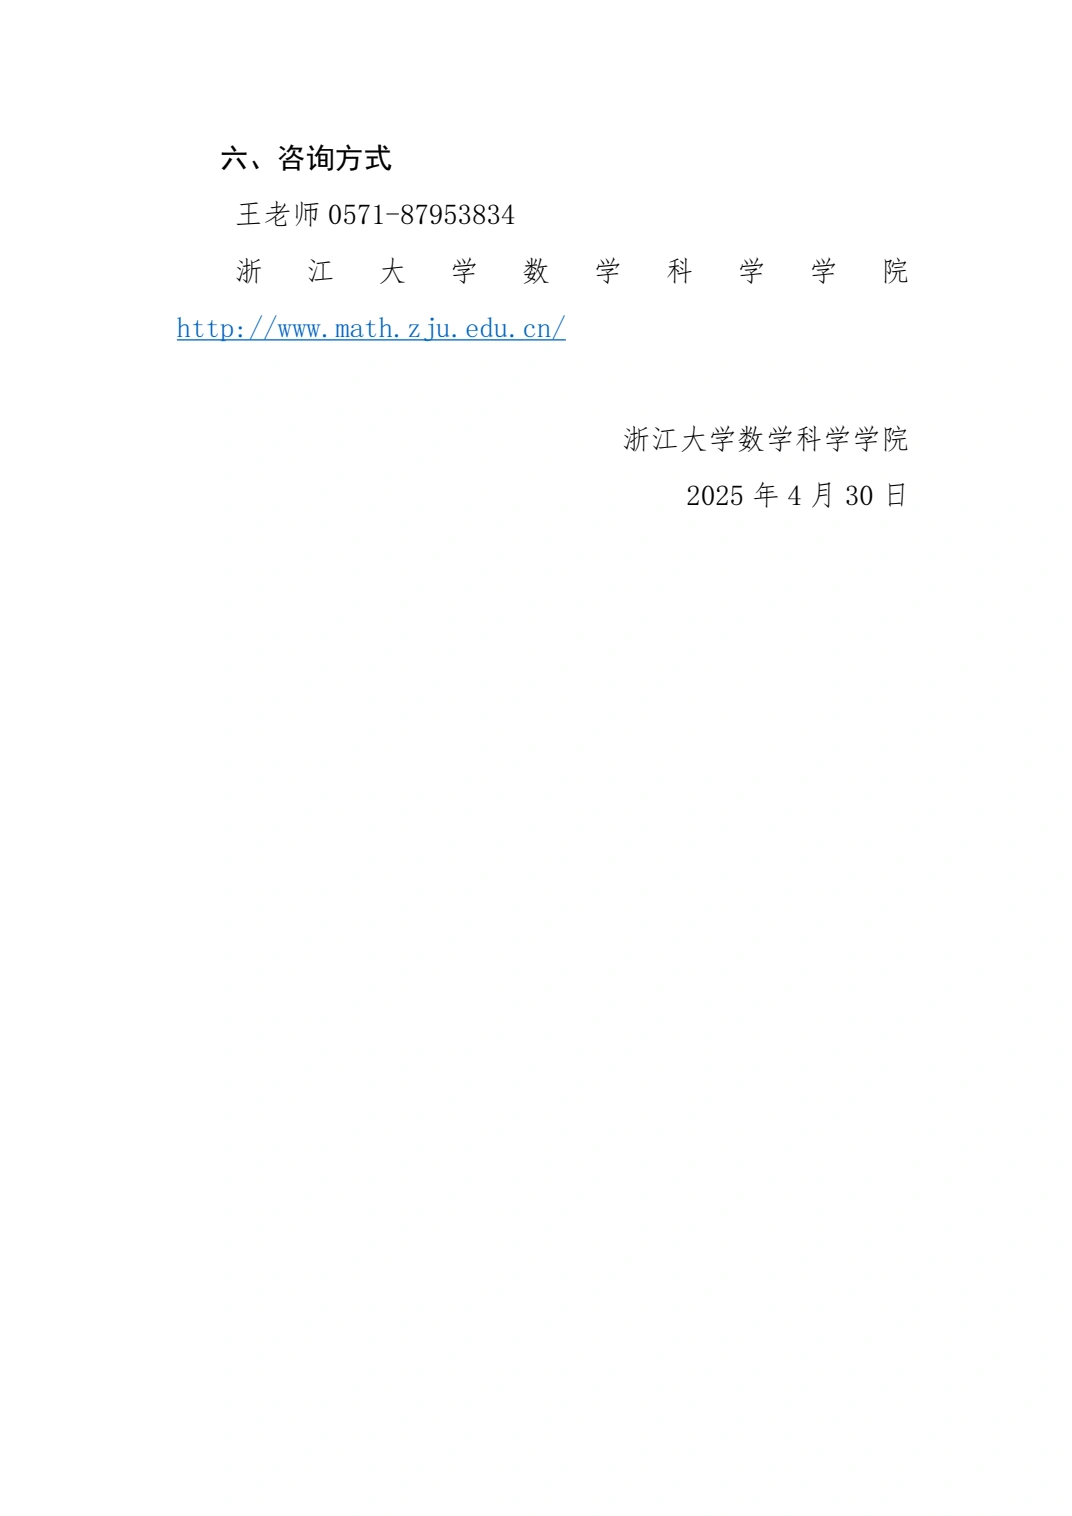 六、咨询方式
王老师 0571-87953834
浙江大学数学科学学院
http://www.math.zju.edu.cn/
浙江大学数学科学学院
2025 年 4 月 30 日